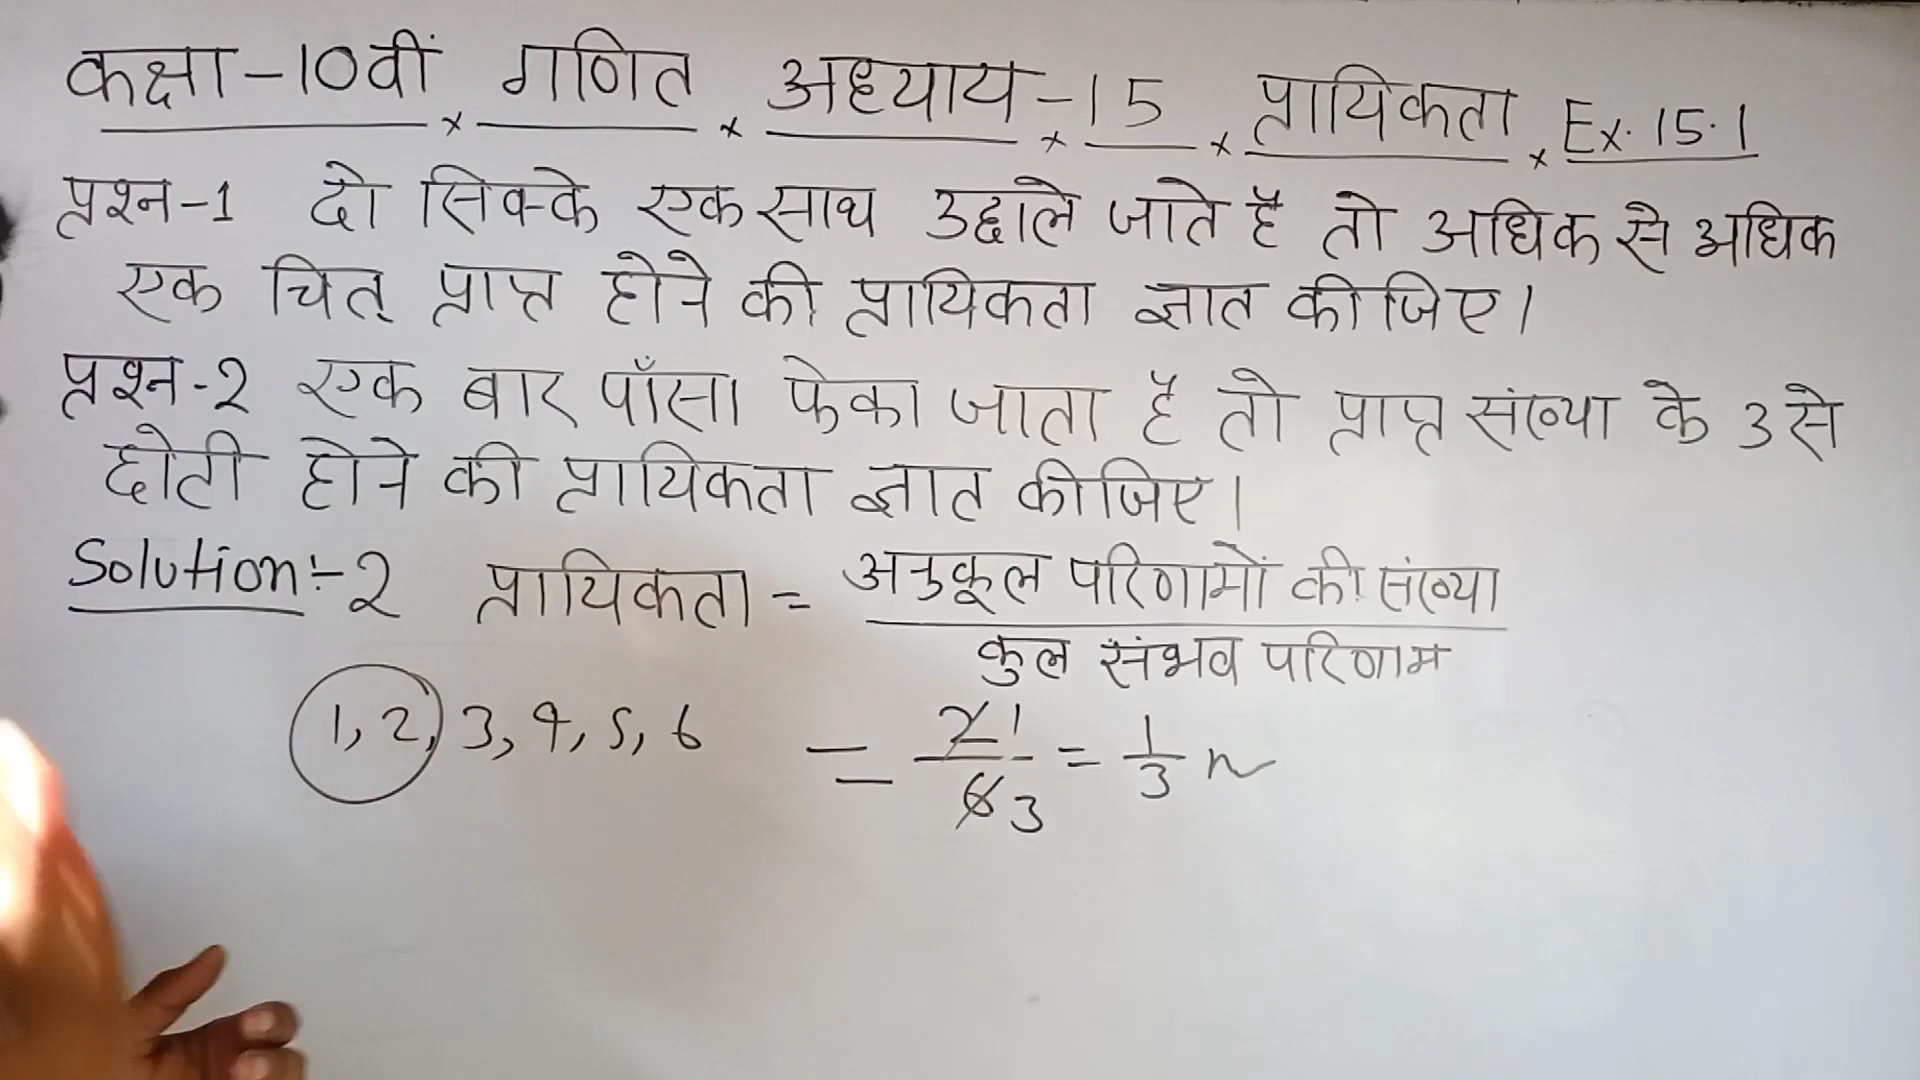 कक्षा-10वीं × गणित × अध्याय × -15 × प्रायिकता × Ex. 15.1
प्रश्न-1 दो सिक्के एक साथ उछाले जाते है तो अधिक से अधिक
एक चित् प्राप्त होने की प्रायिकता ज्ञात कीजिए।
प्रश्न-2 एक बार पाँसा फेका जाता है तो प्राप्त संख्या के 3 से
छोटी होने की प्रायिकता ज्ञात कीजिए।
Solution:-2 प्रायिकता = अनुकूल परिणामों की संख्या
कुल संभव परिणाम
1, 2, 3, 4, 5, 6 = 2 1 / 6 3 = 1/3